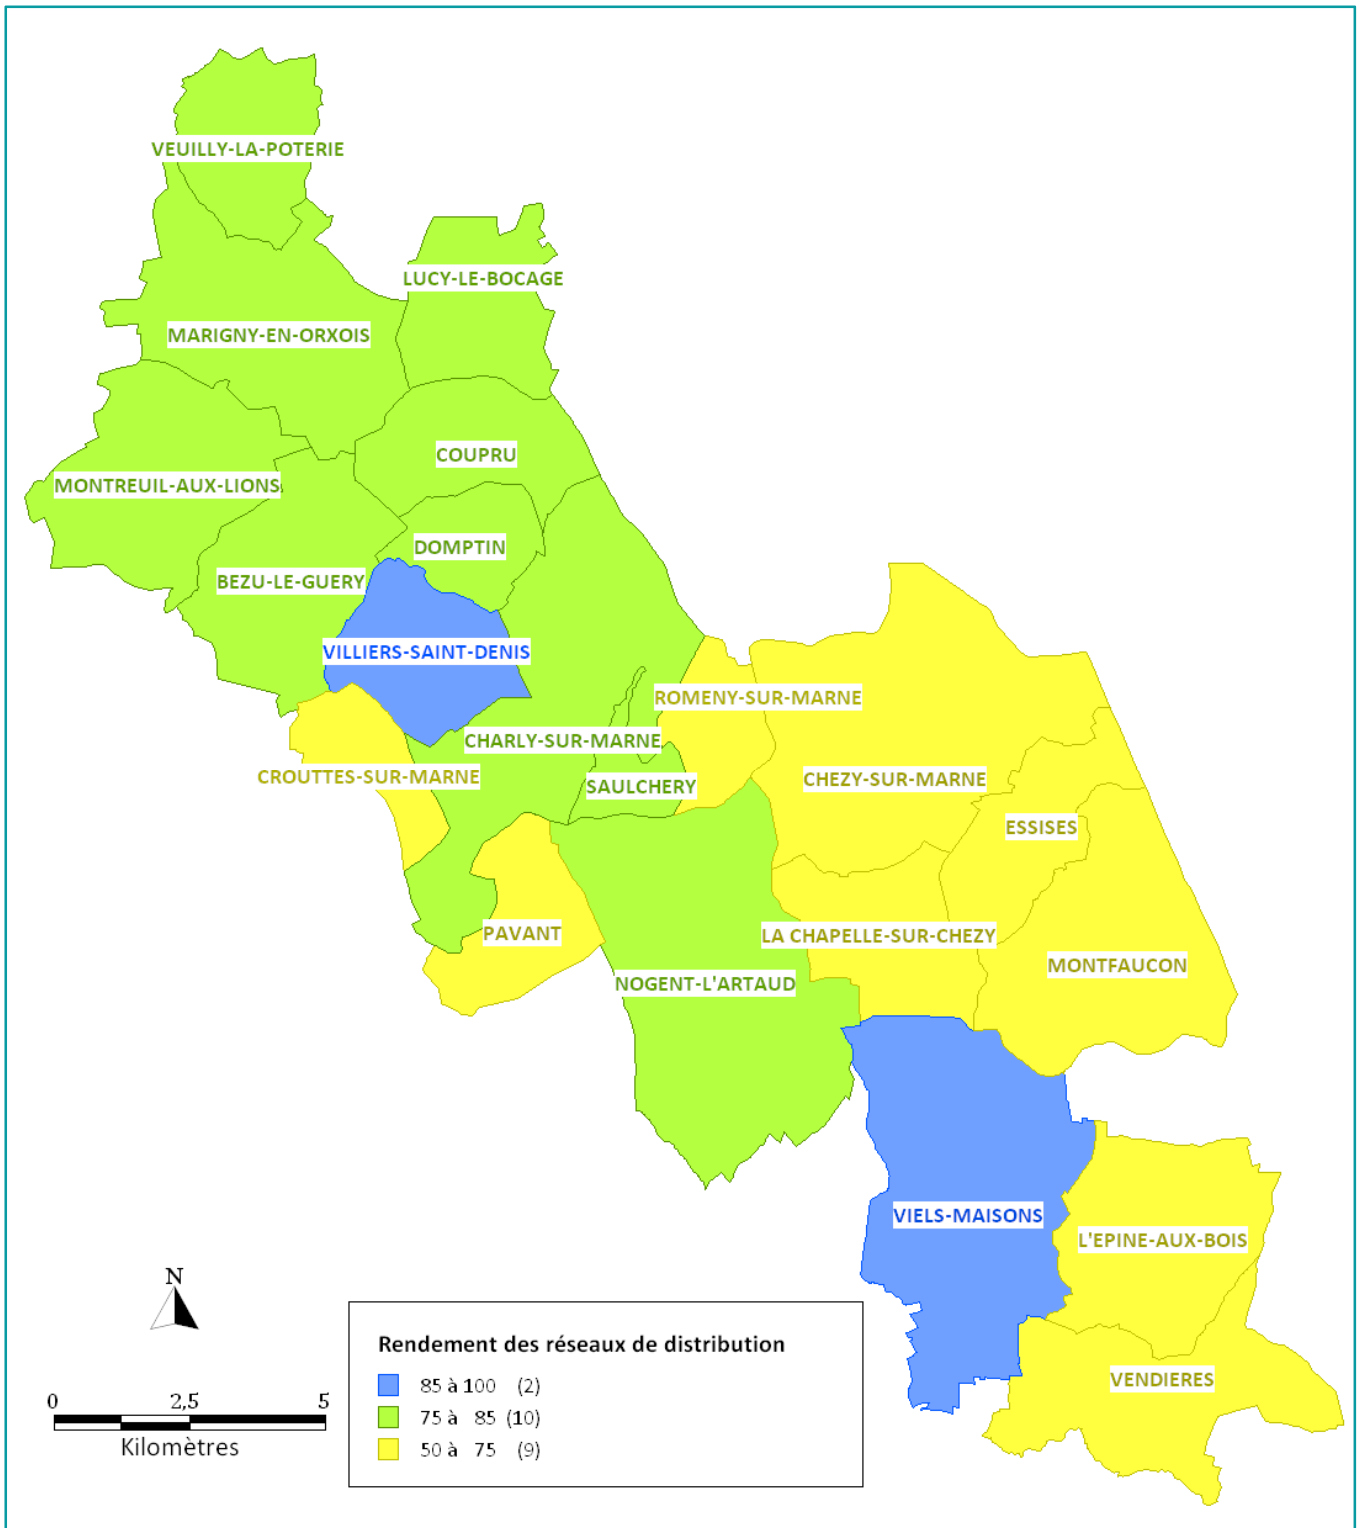 VEUILLY-LA-POTERIE
LUCY-LE-BOCAGE
MARIGNY-EN-ORXOIS
COUPRU
MONTREUIL-AUX-LIONS
DOMPTIN
BEZU-LE-GUERY
VILLIERS-SAINT-DENIS
ROMENY-SUR-MARNE
CHARLY-SUR-MARNE
CROUTTES-SUR-MARNE
CHEZY-SUR-MARNE
SAULCHERY
ESSISES
PAVANT
LA CHAPELLE-SUR-CHEZY
MONTFAUCON
NOGENT-L'ARTAUD
VIELS-MAISONS
L'EPINE-AUX-BOIS
VENDIERES
N
0 2,5 5
Kilomètres
Rendement des réseaux de distribution
85 à 100 (2)
75 à 85 (10)
50 à 75 (9)